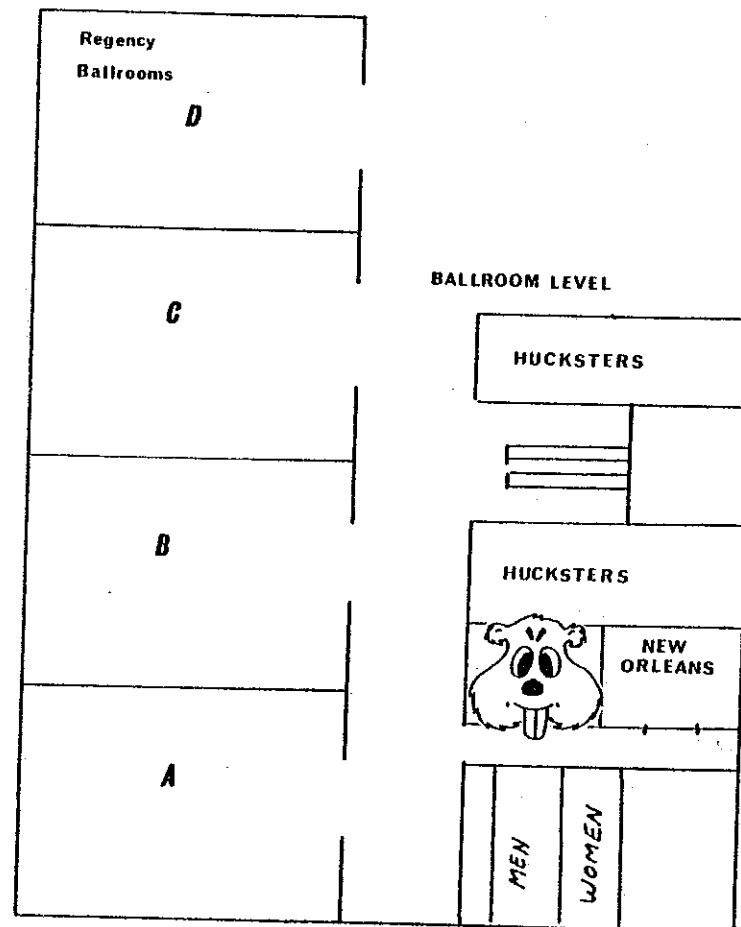 Regency
Ballrooms
D
C
BALLROOM LEVEL
HUCKSTERS
B
HUCKSTERS
NEW
ORLEANS
A
MEN
WOMEN